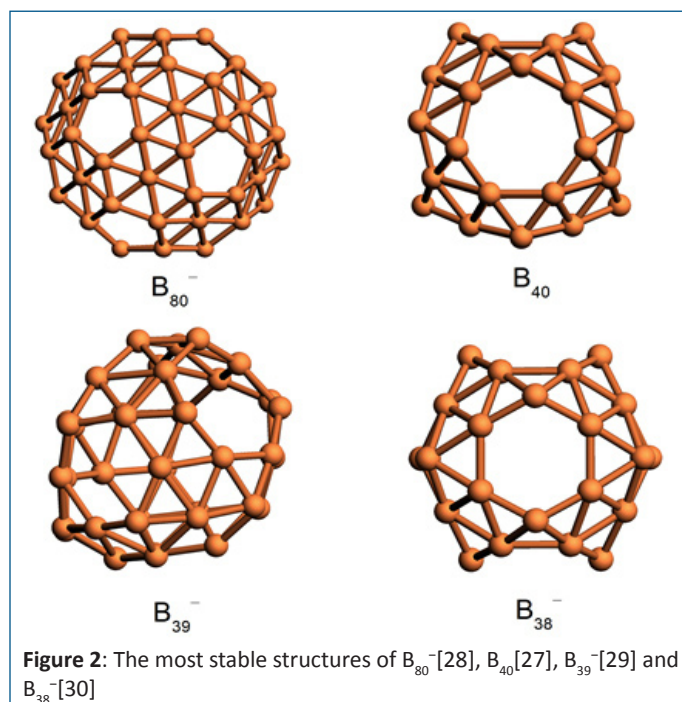 B₈₀⁻
B₄₀
B₃₉⁻
B₃₈⁻
Figure 2: The most stable structures of B₈₀⁻[28], B₄₀[27], B₃₉⁻[29] and
B₃₈⁻[30]